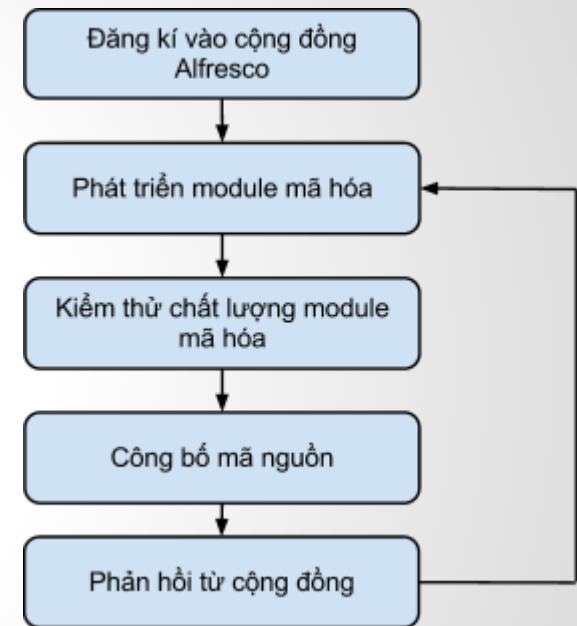 Đăng kí vào cộng đồng
Alfresco
Phát triển module mã hóa
Kiểm thử chất lượng module
mã hóa
Công bố mã nguồn
Phản hồi từ cộng đồng